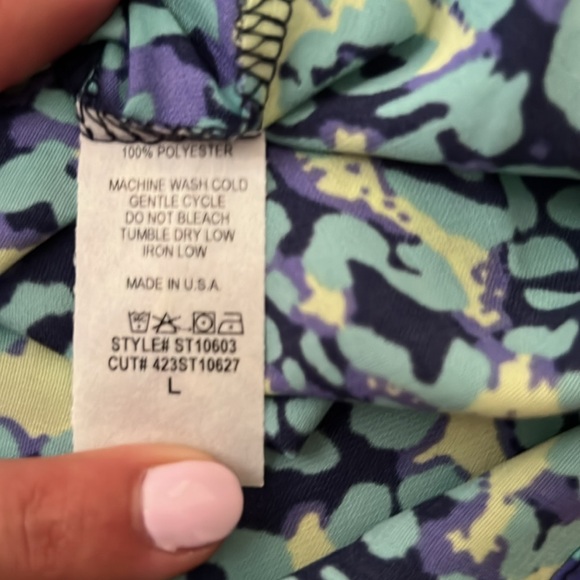 100% POLYESTER
MACHINE WASH COLD
GENTLE CYCLE
DO NOT BLEACH
TUMBLE DRY LOW
IRON LOW
MADE IN U.S.A.
STYLE# ST10603
CUT# 423ST10627
L